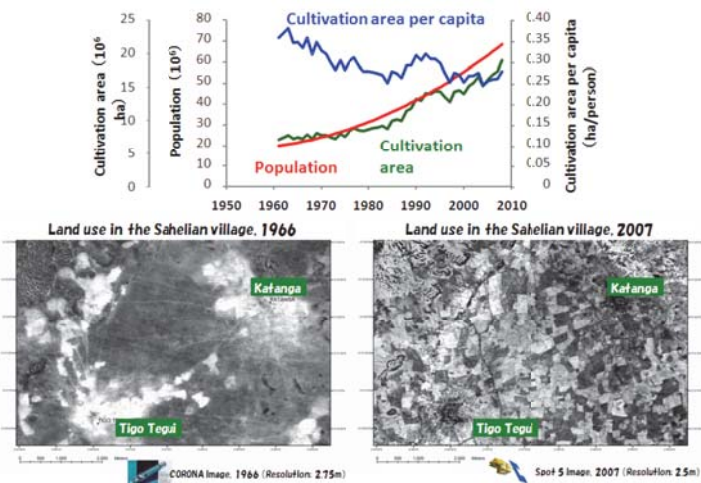 Cultivation area per capita
Cultivation area (10⁶ ha)
25
20
15
10
5
0
Population (10⁶)
80
70
60
50
40
30
20
10
0
Population
Cultivation area
0.40
0.35
0.30
0.25
0.20
0.15
0.10
0.05
0.00
Cultivation area per capita (ha/person)
1950 1960 1970 1980 1990 2000 2010
Land use in the Sahelian village, 1966
Land use in the Sahelian village, 2007
Katanga
Tigo Tegui
Katanga
Tigo Tegui
CORONA Image, 1966 (Resolution: 2.75m)
Spot 5 Image, 2007 (Resolution: 2.5m)